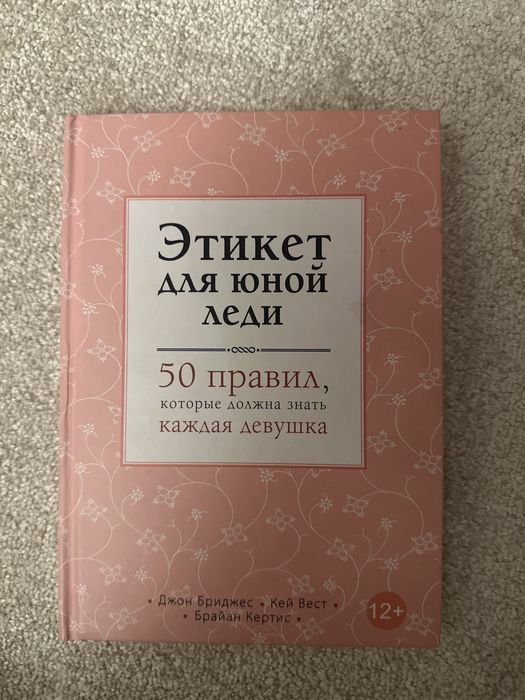 Этикет
для юной
леди
50 правил,
которые должна знать
каждая девушка
• Джон Бриджес • Кей Вест •
• Брайан Кертис •
12+